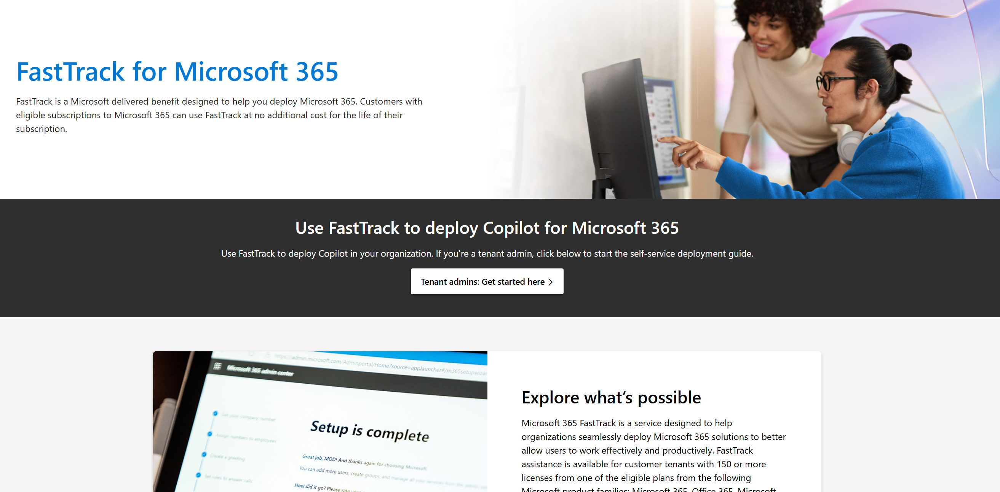 FastTrack for Microsoft 365
FastTrack is a Microsoft delivered benefit designed to help you deploy Microsoft 365. Customers with
eligible subscriptions to Microsoft 365 can use FastTrack at no additional cost for the life of their
subscription.
Use FastTrack to deploy Copilot for Microsoft 365
Use FastTrack to deploy Copilot in your organization. If you're a tenant admin, click below to start the self-service deployment guide.
Tenant admins: Get started here
https://admin.microsoft.com/Adminportal/Home?source=applauncher#/m365setupwizar
Microsoft 365 admin center
Set your company number
Assign numbers to employees
Create a greeting
Set rules to answer calls
Setup is complete
Great job, MOD! And thanks again for choosing Microsoft.
You can add more users, create groups, and manage all your services from the admin
How did it go? Please rate your
Explore what’s possible
Microsoft 365 FastTrack is a service designed to help
organizations seamlessly deploy Microsoft 365 solutions to better
allow users to work effectively and productively. FastTrack
assistance is available for customer tenants with 150 or more
licenses from one of the eligible plans from the following
Microsoft product families: Microsoft 365, Office 365, Microsoft